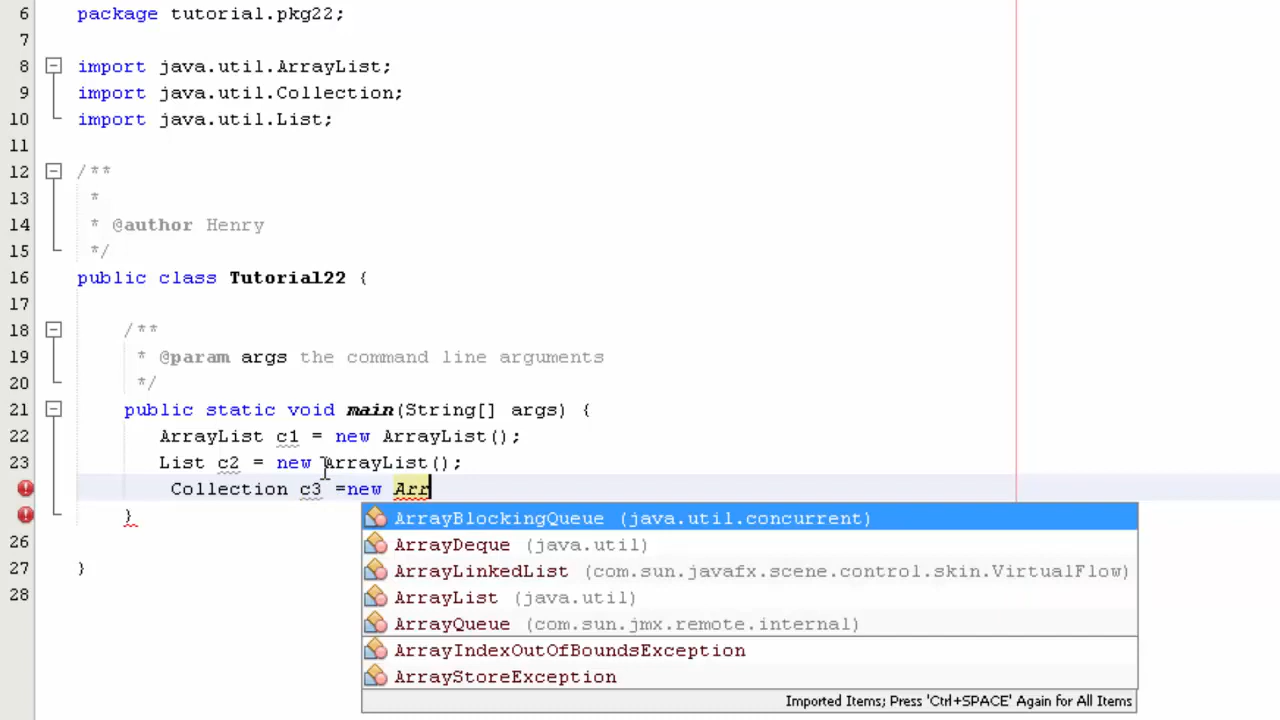 6 package tutorial.pkg22;
7
8 import java.util.ArrayList;
9 import java.util.Collection;
10 import java.util.List;
11
12 /**
13 *
14 * @author Henry
15 */
16 public class Tutorial22 {
17
18 /**
19 * @param args the command line arguments
20 */
21 public static void main(String[] args) {
22 ArrayList c1 = new ArrayList();
23 List c2 = new ArrayList();
Collection c3 =new Arr
}
ArrayBlockingQueue (java.util.concurrent)
26
ArrayDeque (java.util)
27 }
ArrayLinkedList (com.sun.javafx.scene.control.skin.VirtualFlow)
28
ArrayList (java.util)
ArrayQueue (com.sun.jmx.remote.internal)
ArrayIndexOutOfBoundsException
ArrayStoreException
Imported Items; Press 'Ctrl+SPACE' Again for All Items